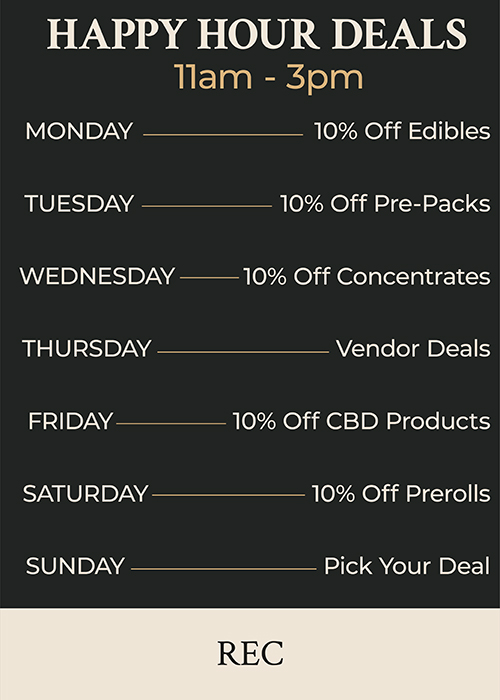 HAPPY HOUR DEALS
11am - 3pm
MONDAY 10% Off Edibles
TUESDAY 10% Off Pre-Packs
WEDNESDAY 10% Off Concentrates
THURSDAY Vendor Deals
FRIDAY 10% Off CBD Products
SATURDAY 10% Off Prerolls
SUNDAY Pick Your Deal
REC